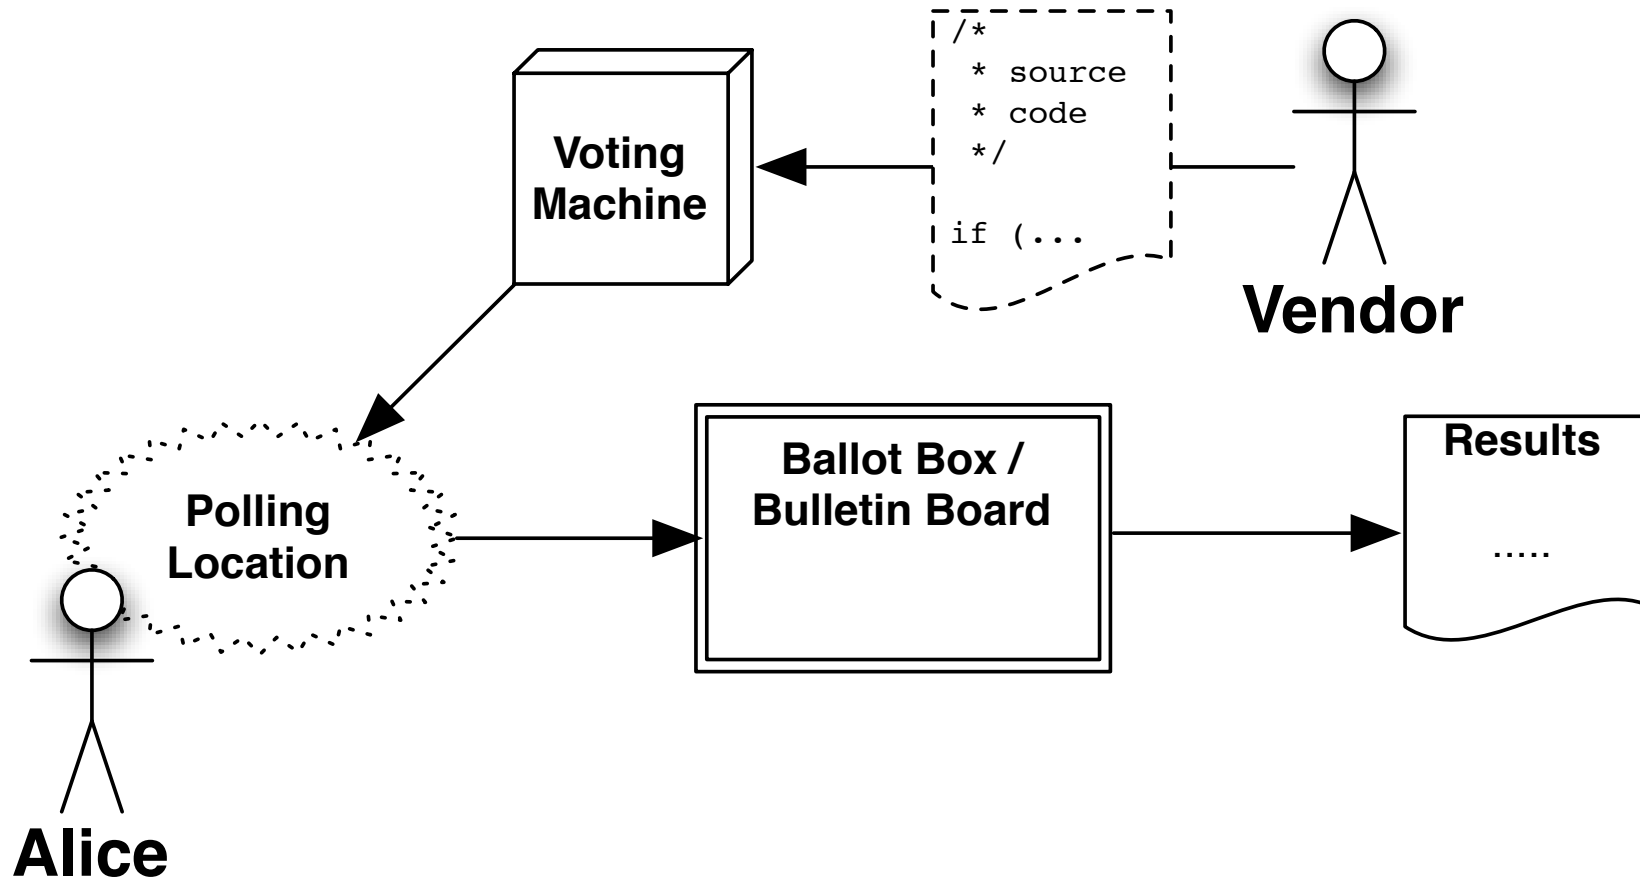 /*
 * source
 * code
 */
if (...
Voting
Machine
Vendor
Polling
Location
Ballot Box /
Bulletin Board
Results
.....
Alice